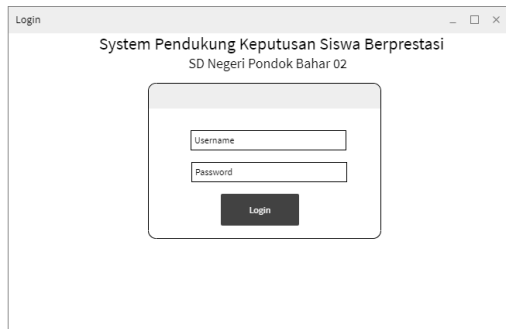 Login
System Pendukung Keputusan Siswa Berprestasi
SD Negeri Pondok Bahar 02
Username
Password
Login